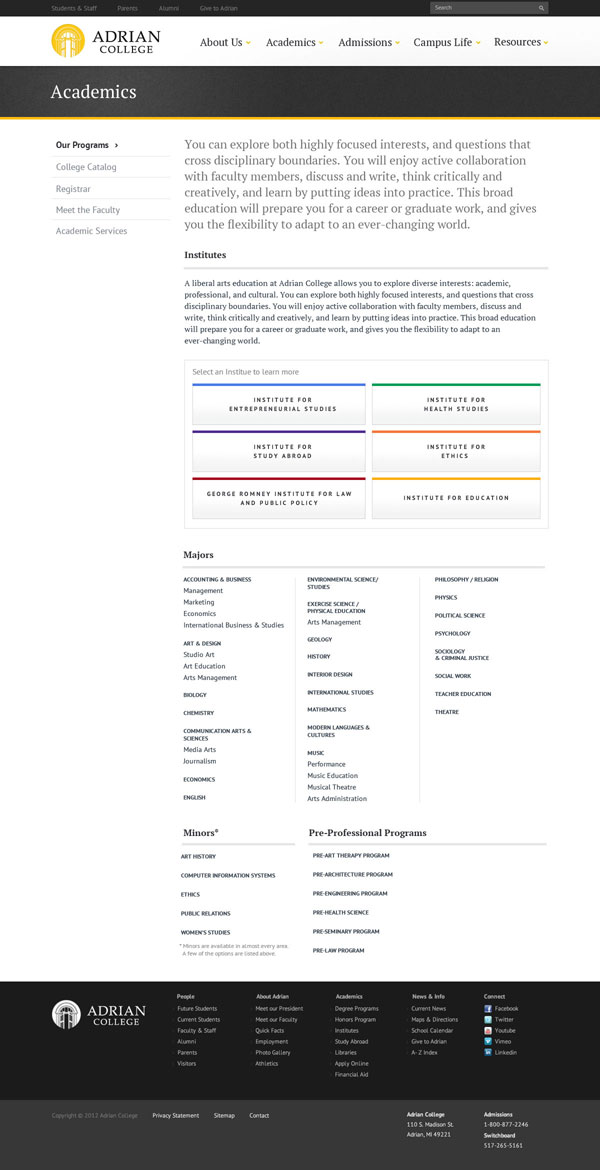 Students & Staff Parents Alumni Give to Adrian Search
ADRIAN
COLLEGE
About Us Academics Admissions Campus Life Resources
Academics
Our Programs
College Catalog
Registrar
Meet the Faculty
Academic Services
You can explore both highly focused interests, and questions that
cross disciplinary boundaries. You will enjoy active collaboration
with faculty members, discuss and write, think critically and
creatively, and learn by putting ideas into practice. This broad
education will prepare you for a career or graduate work, and gives
you the flexibility to adapt to an ever-changing world.
Institutes
A liberal arts education at Adrian College allows you to explore diverse interests: academic,
professional, and cultural. You can explore both highly focused interests, and questions that cross
disciplinary boundaries. You will enjoy active collaboration with faculty members, discuss and
write, think critically and creatively, and learn by putting ideas into practice. This broad education
will prepare you for a career or graduate work, and gives you the flexibility to adapt to an
ever-changing world.
Select an Institue to learn more
INSTITUTE FOR
ENTREPRENEURIAL STUDIES
INSTITUTE FOR
HEALTH STUDIES
INSTITUTE FOR
STUDY ABROAD
INSTITUTE FOR
ETHICS
GEORGE ROMNEY INSTITUTE FOR LAW
AND PUBLIC POLICY
INSTITUTE FOR EDUCATION
Majors
ACCOUNTING & BUSINESS
Management
Marketing
Economics
International Business & Studies
ART & DESIGN
Studio Art
Art Education
Arts Management
BIOLOGY
CHEMISTRY
COMMUNICATION ARTS &
SCIENCES
Media Arts
Journalism
ECONOMICS
ENGLISH
ENVIRONMENTAL SCIENCE/
STUDIES
EXERCISE SCIENCE /
PHYSICAL EDUCATION
Arts Management
GEOLOGY
HISTORY
INTERIOR DESIGN
INTERNATIONAL STUDIES
MATHEMATICS
MODERN LANGUAGES &
CULTURES
MUSIC
Performance
Music Education
Musical Theatre
Arts Administration
PHILOSOPHY / RELIGION
PHYSICS
POLITICAL SCIENCE
PSYCHOLOGY
SOCIOLOGY
& CRIMINAL JUSTICE
SOCIAL WORK
TEACHER EDUCATION
THEATRE
Minors*
ART HISTORY
COMPUTER INFORMATION SYSTEMS
ETHICS
PUBLIC RELATIONS
WOMEN'S STUDIES
* Minors are available in almost every area.
A few of the options are listed above.
Pre-Professional Programs
PRE-ART THERAPY PROGRAM
PRE-ARCHITECTURE PROGRAM
PRE-ENGINEERING PROGRAM
PRE-HEALTH SCIENCE
PRE-SEMINARY PROGRAM
PRE-LAW PROGRAM
ADRIAN
COLLEGE
People
Future Students
Current Students
Faculty & Staff
Alumni
Parents
Visitors
About Adrian
Meet our President
Meet our Faculty
Quick Facts
Employment
Photo Gallery
Athletics
Academics
Degree Programs
Honors Program
Institutes
Study Abroad
Libraries
Apply Online
Financial Aid
News & Info
Current News
Maps & Directions
School Calendar
Give to Adrian
A- Z Index
Connect
Facebook
Twitter
Youtube
Vimeo
Linkedin
Copyright © 2012 Adrian College Privacy Statement Sitemap Contact
Adrian College
110 S. Madison St.
Adrian, MI 49221
Admissions
1-800-877-2246
Switchboard
517-265-5161